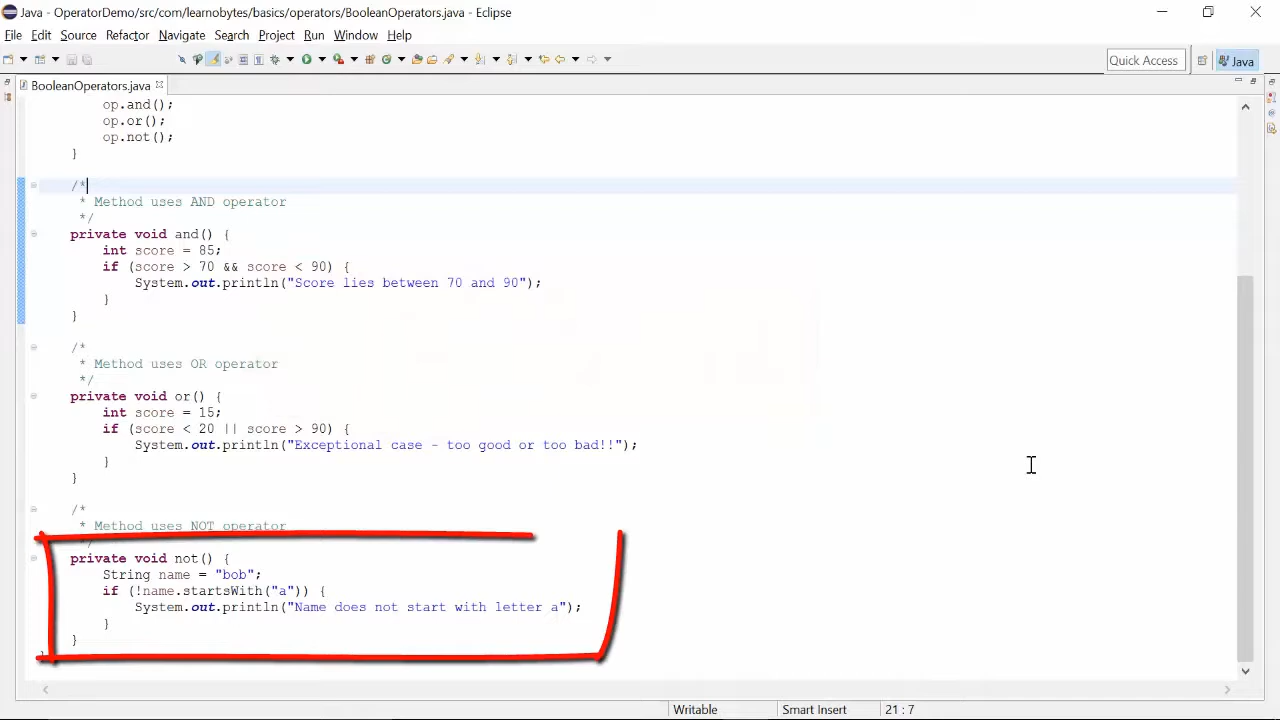 Java - OperatorDemo/src/com/learnobytes/basics/operators/BooleanOperators.java - Eclipse
File Edit Source Refactor Navigate Search Project Run Window Help
Quick Access
Java
BooleanOperators.java
op.and();
op.or();
op.not();
}
/*
* Method uses AND operator
*/
private void and() {
int score = 85;
if (score > 70 && score < 90) {
System.out.println("Score lies between 70 and 90");
}
}
/*
* Method uses OR operator
*/
private void or() {
int score = 15;
if (score < 20 || score > 90) {
System.out.println("Exceptional case - too good or too bad!!");
}
}
/*
* Method uses NOT operator
*/
private void not() {
String name = "bob";
if (!name.startsWith("a")) {
System.out.println("Name does not start with letter a");
}
}
Writable Smart Insert 21 : 7